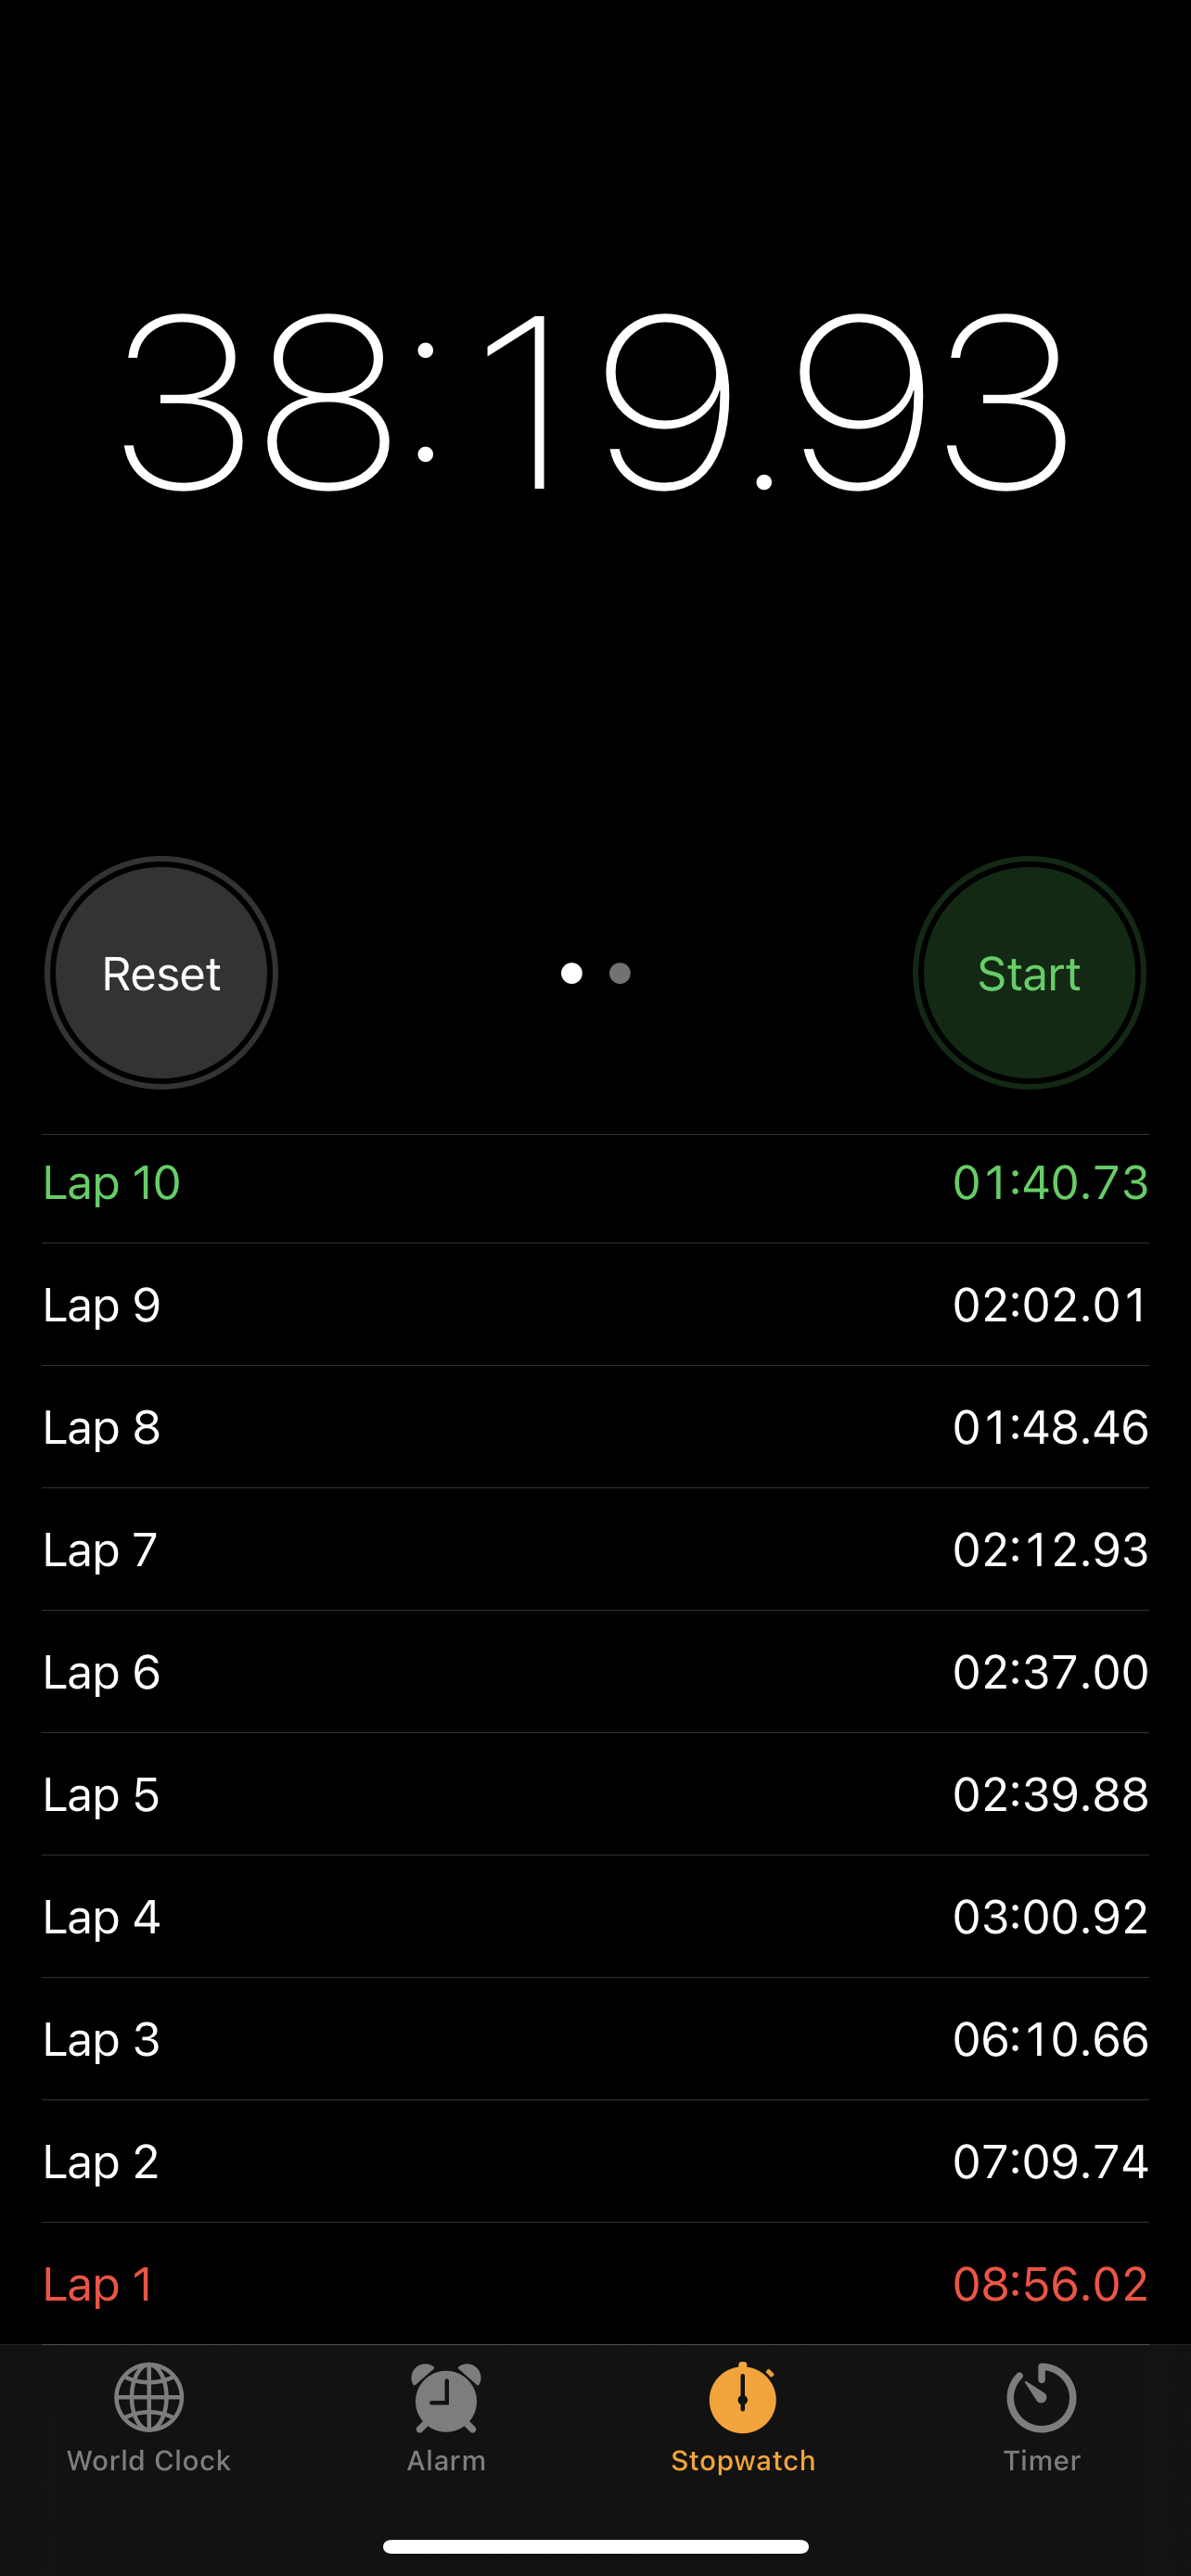 38:19.93
Reset Start
Lap 10 01:40.73
Lap 9 02:02.01
Lap 8 01:48.46
Lap 7 02:12.93
Lap 6 02:37.00
Lap 5 02:39.88
Lap 4 03:00.92
Lap 3 06:10.66
Lap 2 07:09.74
Lap 1 08:56.02
World Clock Alarm Stopwatch Timer